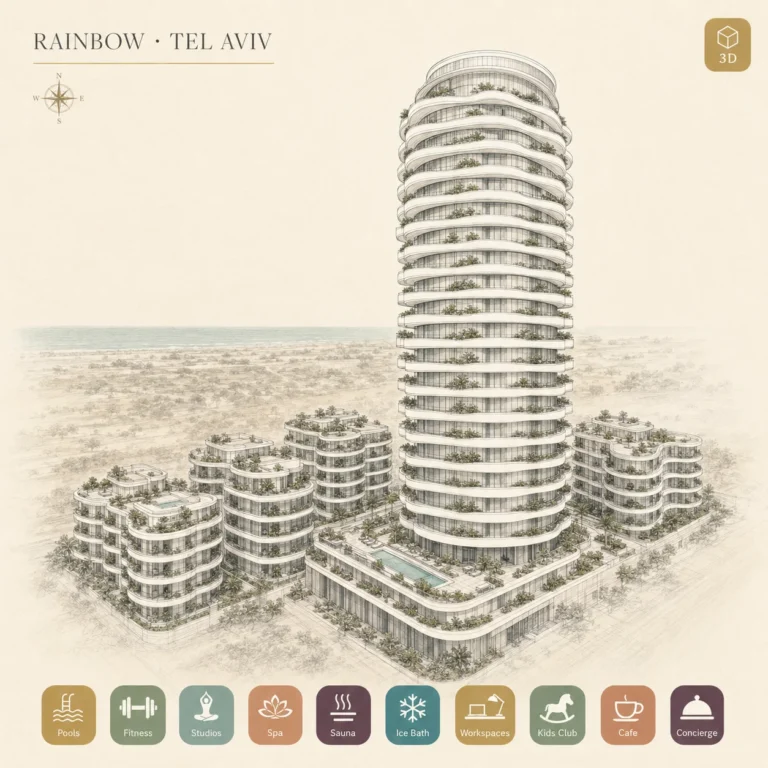 RAINBOW · TEL AVIV
3D
N
W E
S
Pools
Fitness
Studios
Spa
Sauna
Ice Bath
Workspaces
Kids Club
Cafe
Concierge